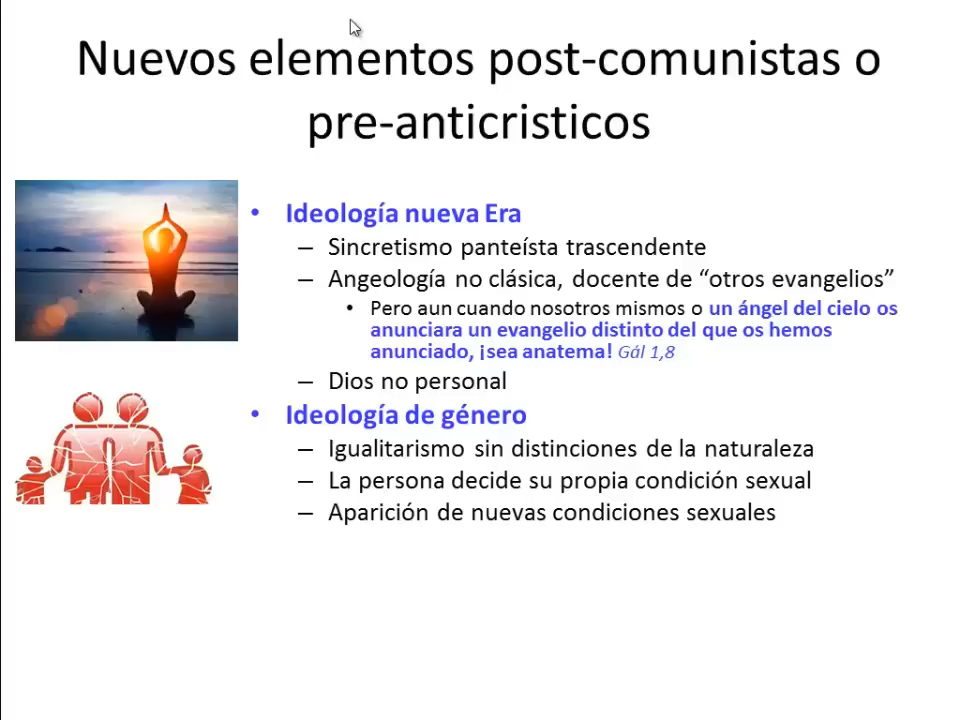 Nuevos elementos post-comunistas o
pre-anticristicos
• Ideología nueva Era
– Sincretismo panteísta trascendente
– Angeología no clásica, docente de “otros evangelios”
• Pero aun cuando nosotros mismos o un ángel del cielo os
anunciara un evangelio distinto del que os hemos
anunciado, ¡sea anatema! Gál 1,8
– Dios no personal
• Ideología de género
– Igualitarismo sin distinciones de la naturaleza
– La persona decide su propia condición sexual
– Aparición de nuevas condiciones sexuales